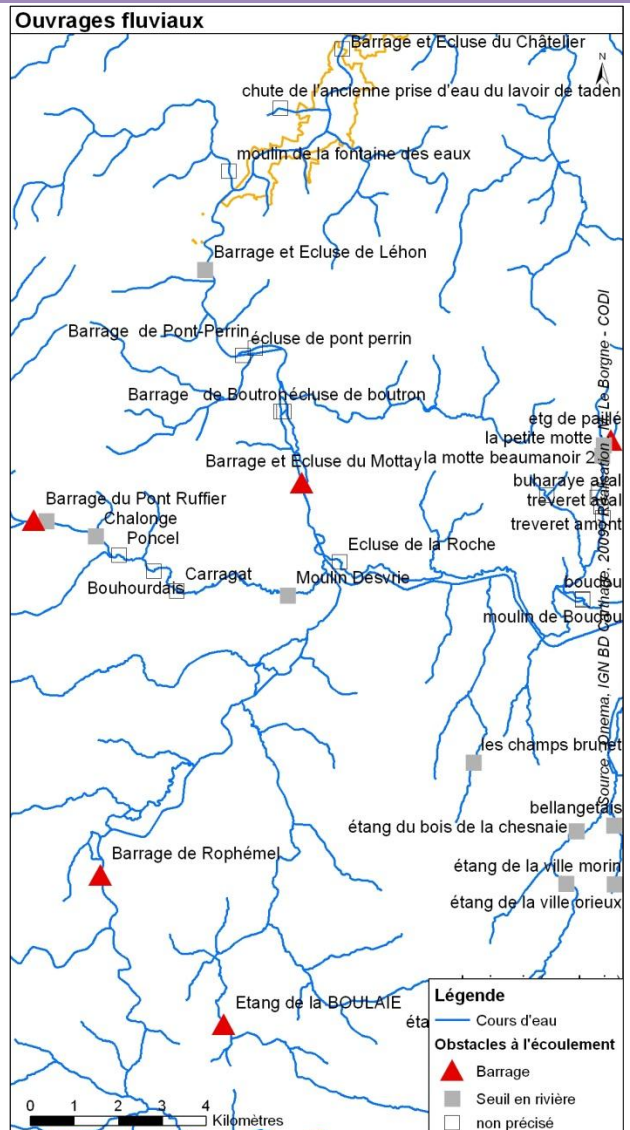 Ouvrages fluviaux
Barrage et Ecluse du Châtelier
N
chute de l'ancienne prise d'eau du lavoir de taden
moulin de la fontaine des eaux
Barrage et Ecluse de Léhon
Barrage de Pont-Perrin
écluse de pont perrin
Barrage de Boutron
écluse de boutron
etg de paillé
la petite motte
Barrage et Ecluse du Mottay
la motte beaumanoir 2
buharaye aval
Barrage du Pont Ruffier
treveret aval
Chalonge
treveret amont
Poncel
Ecluse de la Roche
Carragat
Moulin Desvrie
boudou
Bouhourdais
moulin de Boudou
les champs brunet
bellangetais
étang du bois de la chesnaie
Barrage de Rophémel
étang de la ville morin
étang de la ville orieux
Etang de la BOULAIE
Légende
Cours d'eau
Obstacles à l'écoulement
Barrage
Seuil en rivière
non précisé
0 1 2 3 4
Kilomètres
Source : Onema, IGN BD Carthage, 2009 Réalisation : M. Le Borgne - CODI